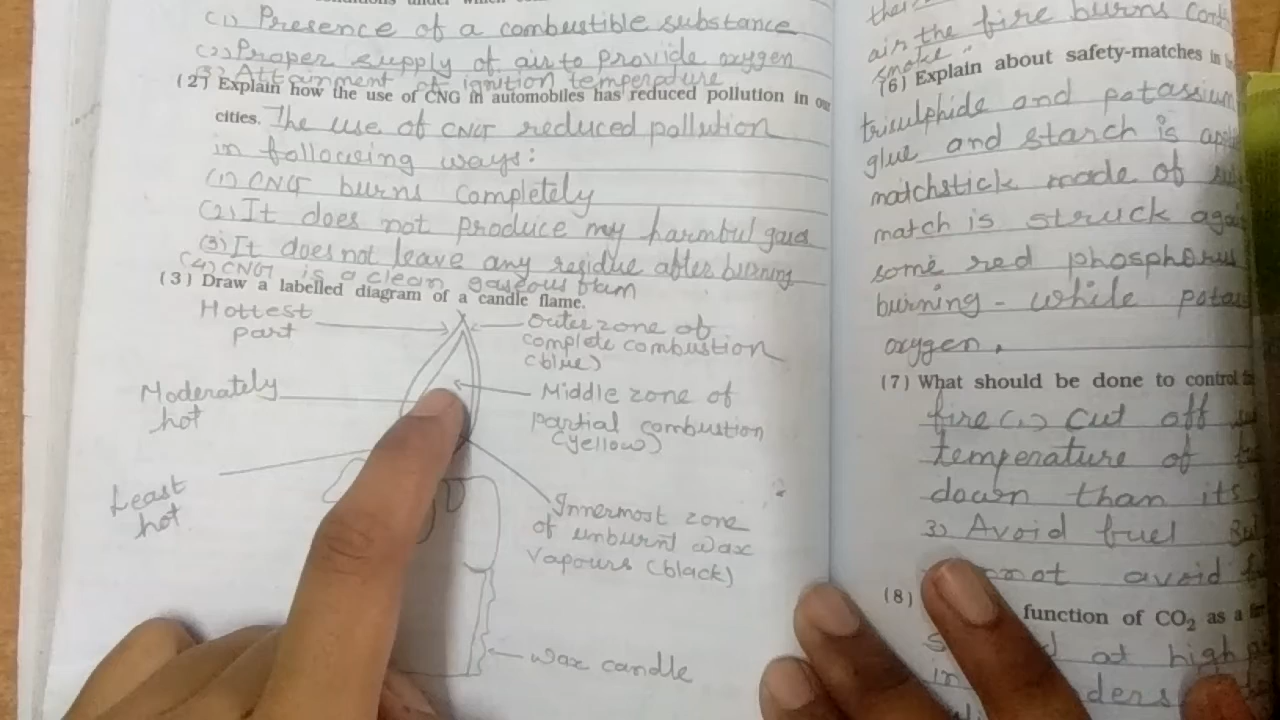 (1) Presence of a combustible substance
(2) Proper supply of air to provide oxygen
(3) Attainment of ignition temperature
(2) Explain how the use of CNG in automobiles has reduced pollution in our
cities. The use of CNG reduced pollution
in following ways:
(1) CNG burns completely
(2) It does not produce my harmbul gases
(3) It does not leave any residue after burning
(4) CNG is a clean gaseous
(3) Draw a labelled diagram of a candle flame.
Hottest
part
Outer zone of
complete combustion
(blue)
Moderately
hot
Middle zone of
partial combustion
(yellow)
Least
hot
Innermost zone
of unburnt wax
vapours (black)
wax candle
air the fire burns
smoke"
(6) Explain about safety-matches in
trisulphide and potassium
glue and starch is
matchstick made of
match is struck
some red phosphorus
burning - while
oxygen.
(7) What should be done to control
fire (1) Cut off
temperature of
down than its
3) Avoid fuel
not avoid
(8) function of CO2 as a
at high
in